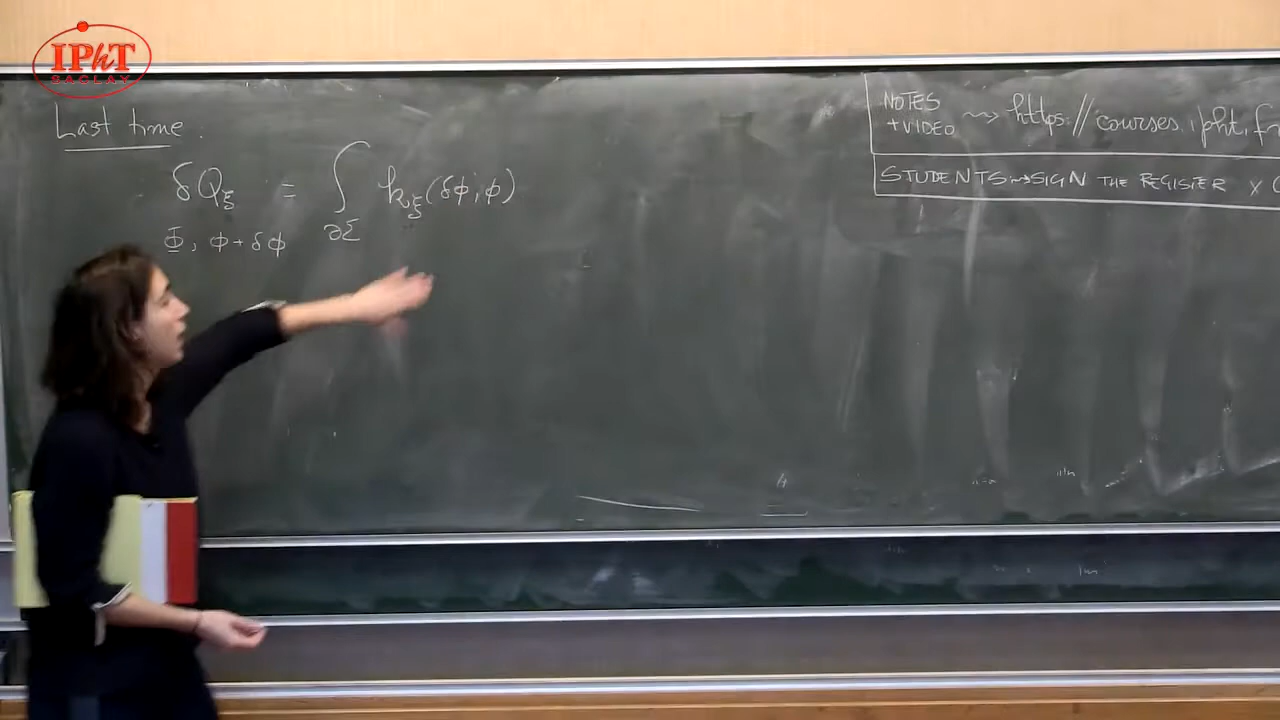 IPhT
SACLAY
Last time.
δQ_ξ = ∫_∂Σ k_ξ(δϕ; ϕ)
Φ, ϕ + δϕ
NOTES
+ VIDEO ⇝ https://courses.ipht.fr
STUDENTS ⇝ SIGN THE REGISTER